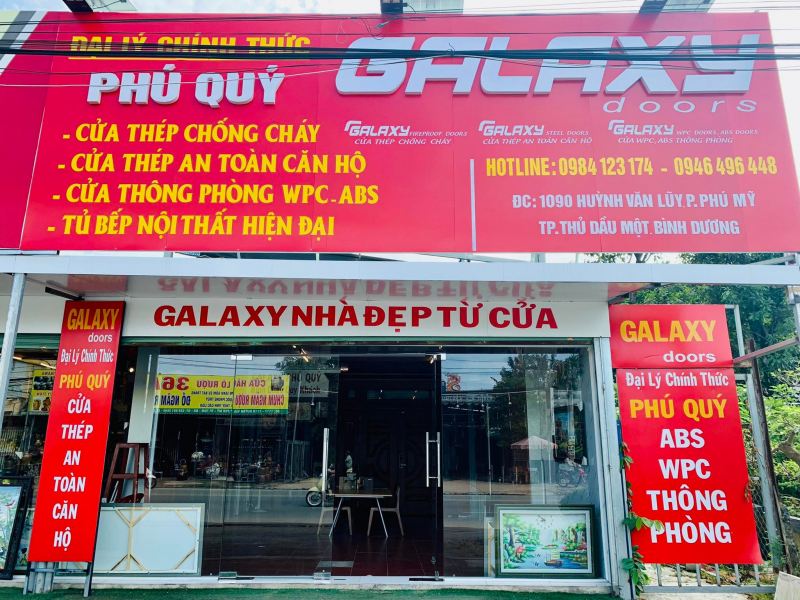 ĐẠI LÝ CHÍNH THỨC
PHÚ QUÝ
- CỬA THÉP CHỐNG CHÁY
- CỬA THÉP AN TOÀN CĂN HỘ
- CỬA THÔNG PHÒNG WPC-ABS
- TỦ BẾP NỘI THẤT HIỆN ĐẠI
GALAXY
doors
GALAXY FIREPROOF DOORS
CỬA THÉP CHỐNG CHÁY
GALAXY STEEL DOORS
CỬA THÉP AN TOÀN CĂN HỘ
GALAXY WPC DOORS, ABS DOORS
CỬA WPC, ABS THÔNG PHÒNG
HOTLINE: 0984 123 174 - 0946 496 448
ĐC: 1090 HUỲNH VĂN LŨY P. PHÚ MỸ
TP. THỦ DẦU MỘT. BÌNH DƯƠNG
GALAXY NHÀ ĐẸP TỪ CỬA
GALAXY
doors
Đại Lý Chính Thức
PHÚ QUÝ
CỬA
THÉP
AN
TOÀN
CĂN
HỘ
GALAXY
doors
Đại Lý Chính Thức
PHÚ QUÝ
ABS
WPC
THÔNG
PHÒNG